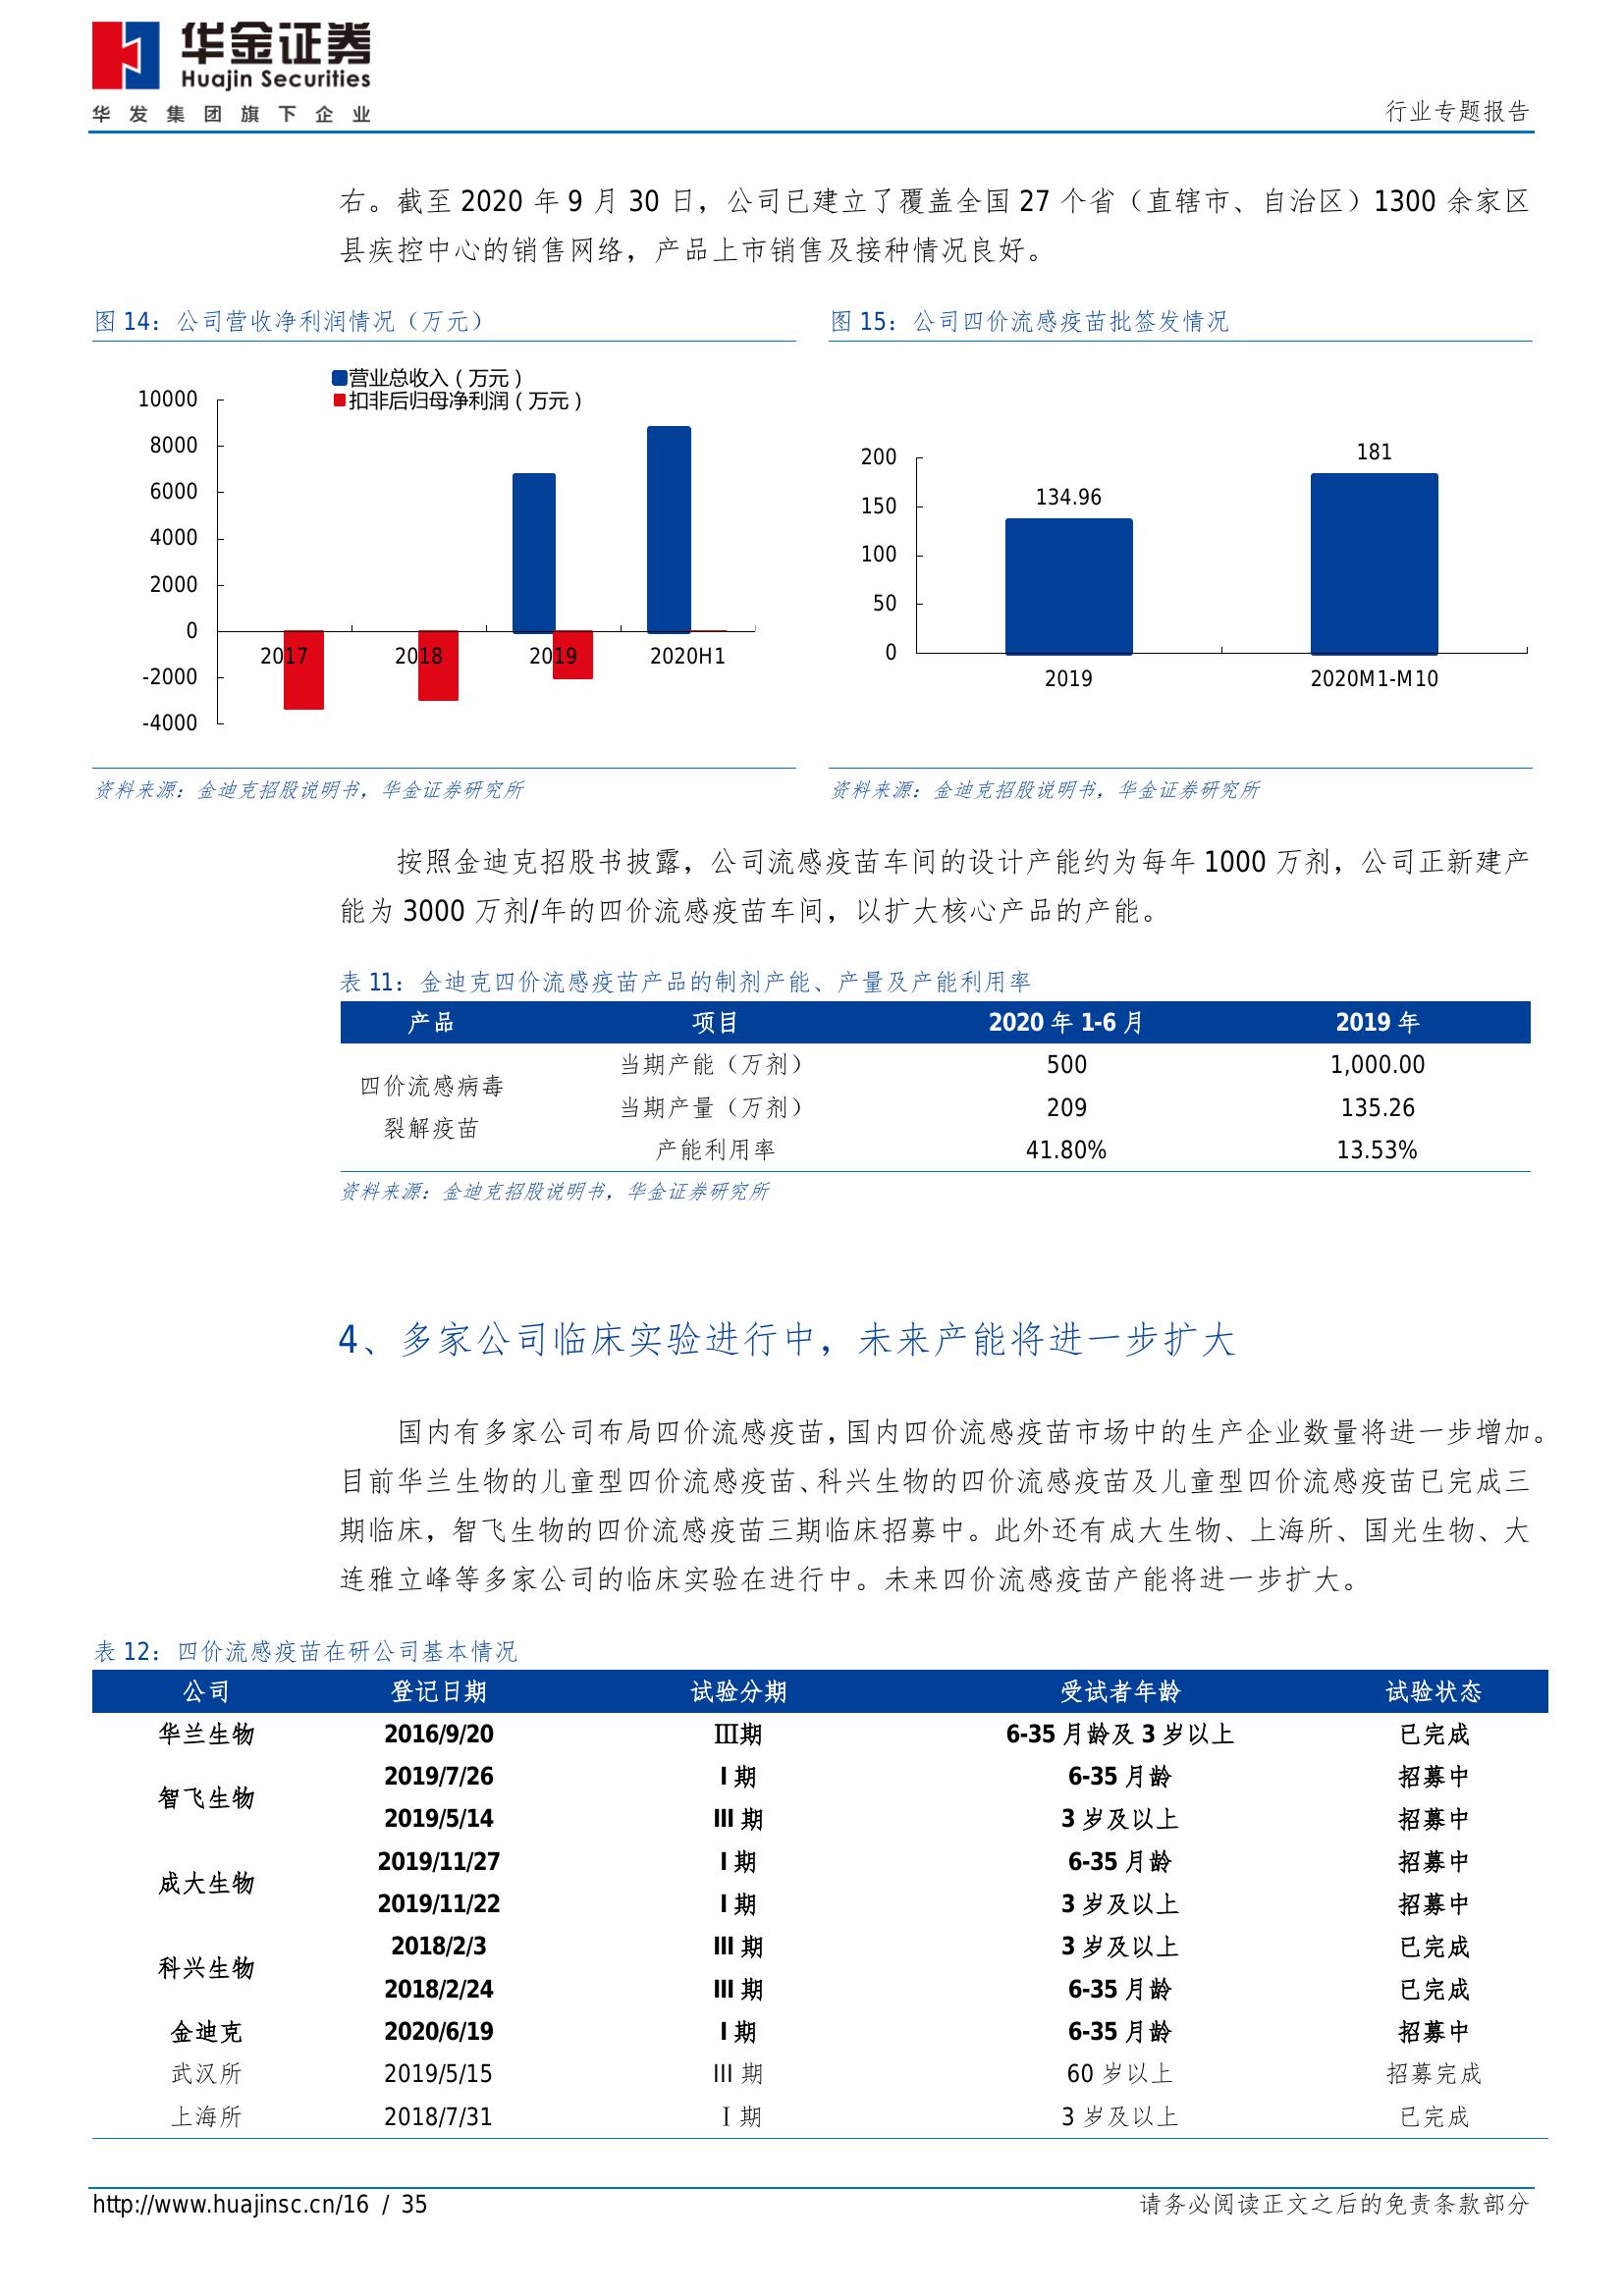 华金证券
Huajin Securities
华发集团旗下企业
行业专题报告
右。截至 2020 年 9 月 30 日，公司已建立了覆盖全国 27 个省（直辖市、自治区）1300 余家区
县疾控中心的销售网络，产品上市销售及接种情况良好。
图 14：公司营收净利润情况（万元）
营业总收入（万元）
扣非后归母净利润（万元）
10000
8000
6000
4000
2000
0
-2000
-4000
2017 2018 2019 2020H1
资料来源：金迪克招股说明书，华金证券研究所
图 15：公司四价流感疫苗批签发情况
200
150
100
50
0
134.96
181
2019 2020M1-M10
资料来源：金迪克招股说明书，华金证券研究所
按照金迪克招股书披露，公司流感疫苗车间的设计产能约为每年 1000 万剂，公司正新建产
能为 3000 万剂/年的四价流感疫苗车间，以扩大核心产品的产能。
表 11：金迪克四价流感疫苗产品的制剂产能、产量及产能利用率
产品 项目 2020 年 1-6 月 2019 年
四价流感病毒
裂解疫苗
当期产能（万剂） 500 1,000.00
当期产量（万剂） 209 135.26
产能利用率 41.80% 13.53%
资料来源：金迪克招股说明书，华金证券研究所
4、多家公司临床实验进行中，未来产能将进一步扩大
国内有多家公司布局四价流感疫苗，国内四价流感疫苗市场中的生产企业数量将进一步增加。
目前华兰生物的儿童型四价流感疫苗、科兴生物的四价流感疫苗及儿童型四价流感疫苗已完成三
期临床，智飞生物的四价流感疫苗三期临床招募中。此外还有成大生物、上海所、国光生物、大
连雅立峰等多家公司的临床实验在进行中。未来四价流感疫苗产能将进一步扩大。
表 12：四价流感疫苗在研公司基本情况
公司 登记日期 试验分期 受试者年龄 试验状态
华兰生物 2016/9/20 Ⅲ期 6-35 月龄及 3 岁以上 已完成
智飞生物 2019/7/26 I 期 6-35 月龄 招募中
2019/5/14 III 期 3 岁及以上 招募中
成大生物 2019/11/27 I 期 6-35 月龄 招募中
2019/11/22 I 期 3 岁及以上 招募中
科兴生物 2018/2/3 III 期 3 岁及以上 已完成
2018/2/24 III 期 6-35 月龄 已完成
金迪克 2020/6/19 I 期 6-35 月龄 招募中
武汉所 2019/5/15 III 期 60 岁以上 招募完成
上海所 2018/7/31 I 期 3 岁及以上 已完成
http://www.huajinsc.cn/16 / 35
请务必阅读正文之后的免责条款部分